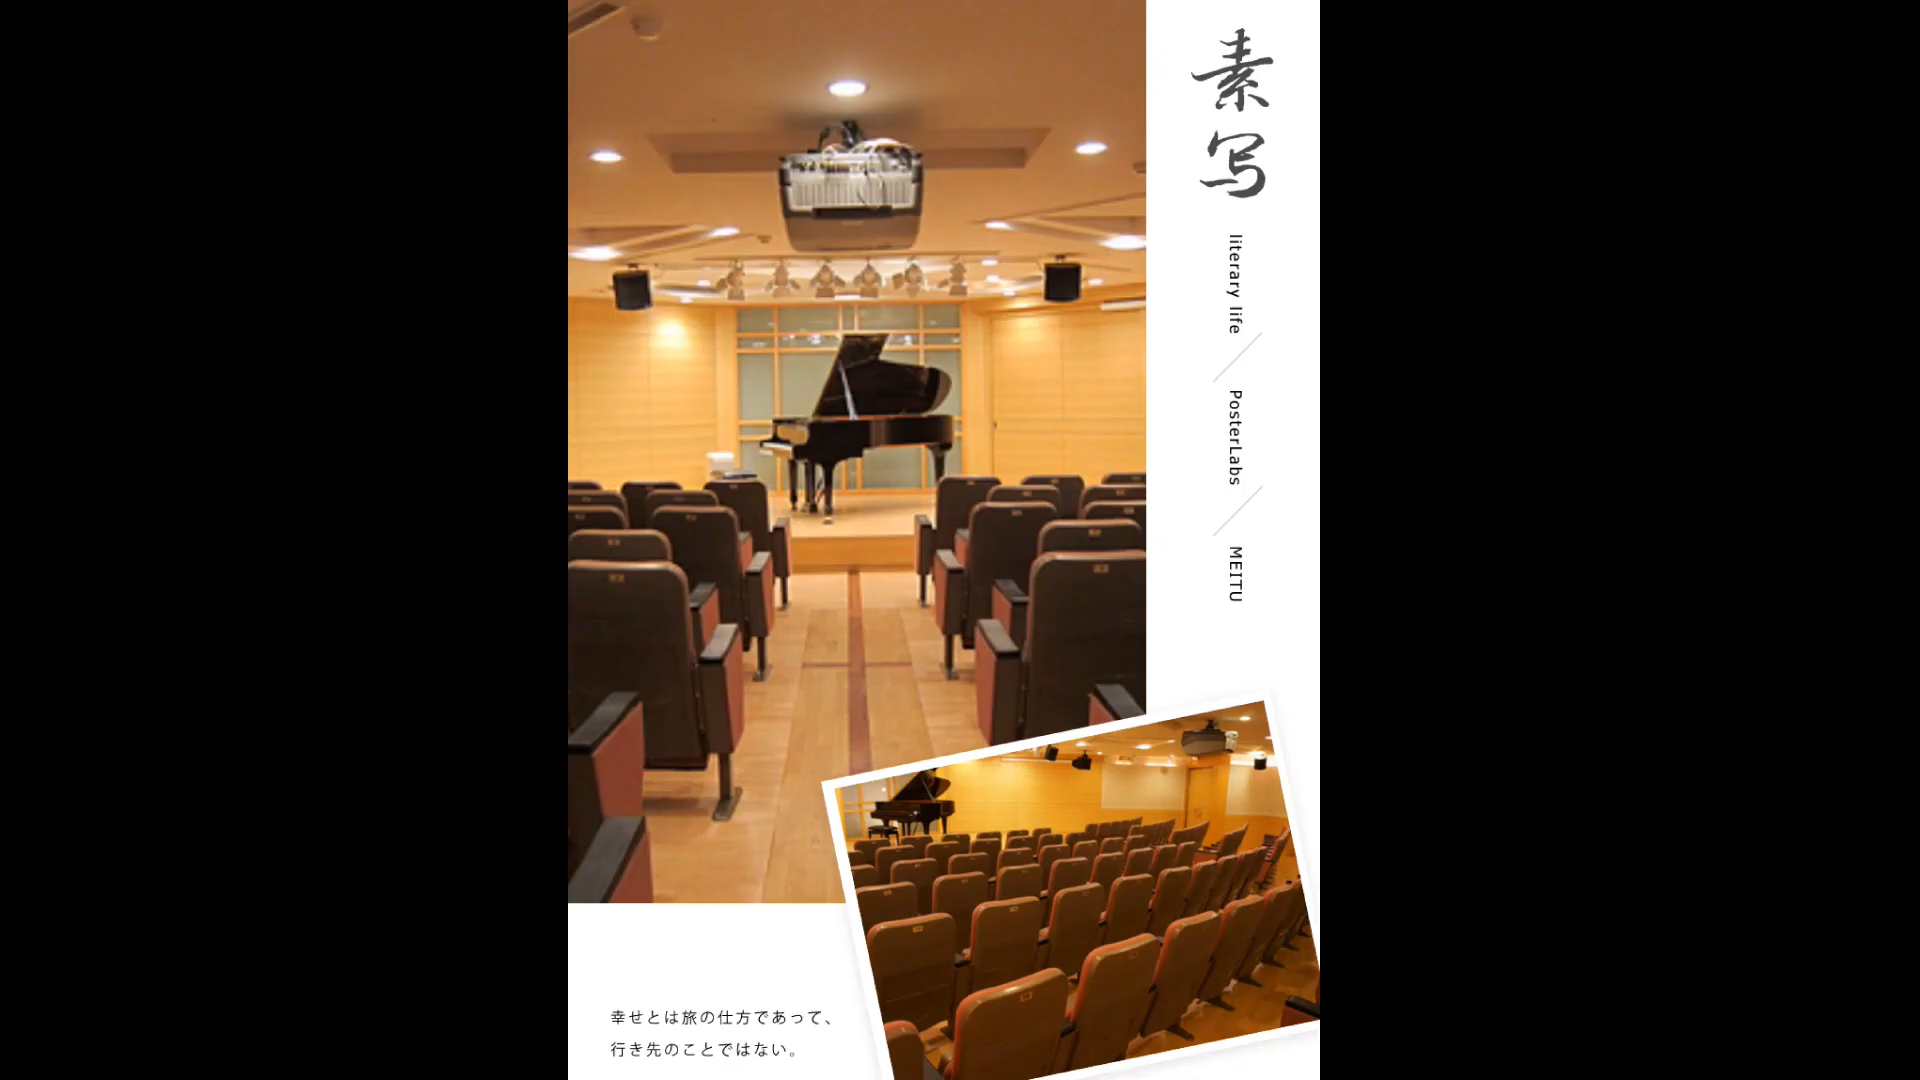 素写
literary life
PosterLabs
MEITU
幸せとは旅の仕方であって、
行き先のことではない。